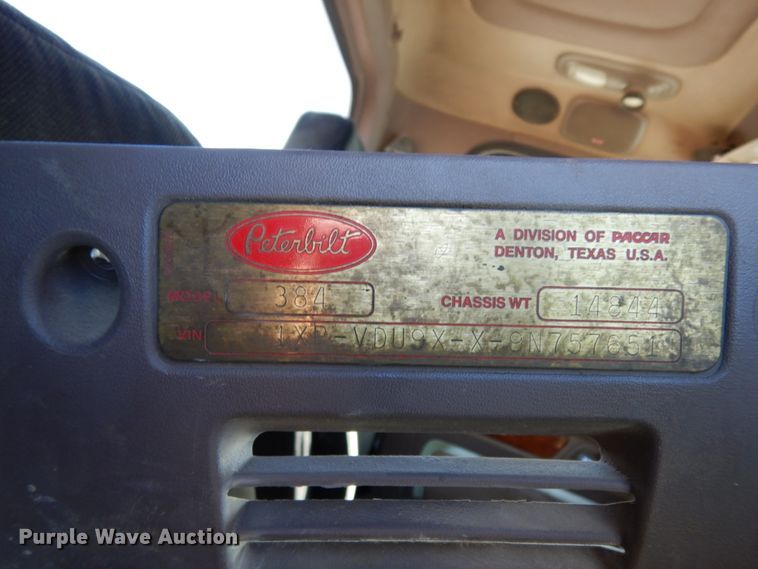 Peterbilt
A DIVISION OF PACCAR
DENTON, TEXAS U.S.A.
MODEL 384
CHASSIS WT 14844
VIN 1XP-VDU9X-X-9N757651
Purple Wave Auction®